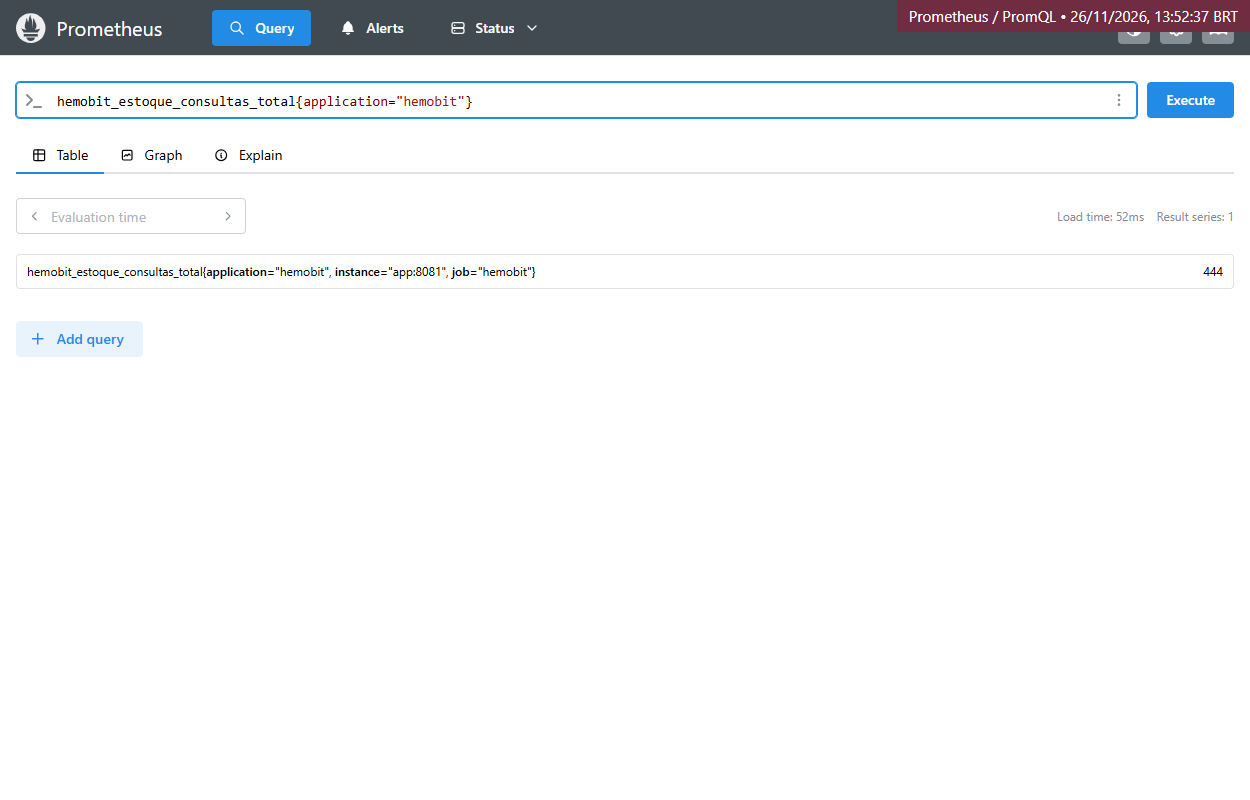 Prometheus
Query
Alerts
Status
Prometheus / PromQL • 26/11/2026, 13:52:37 BRT
>_ hemobit_estoque_consultas_total{application="hemobit"}
Execute
Table
Graph
Explain
Evaluation time
Load time: 52ms Result series: 1
hemobit_estoque_consultas_total{application="hemobit", instance="app:8081", job="hemobit"} 444
Add query